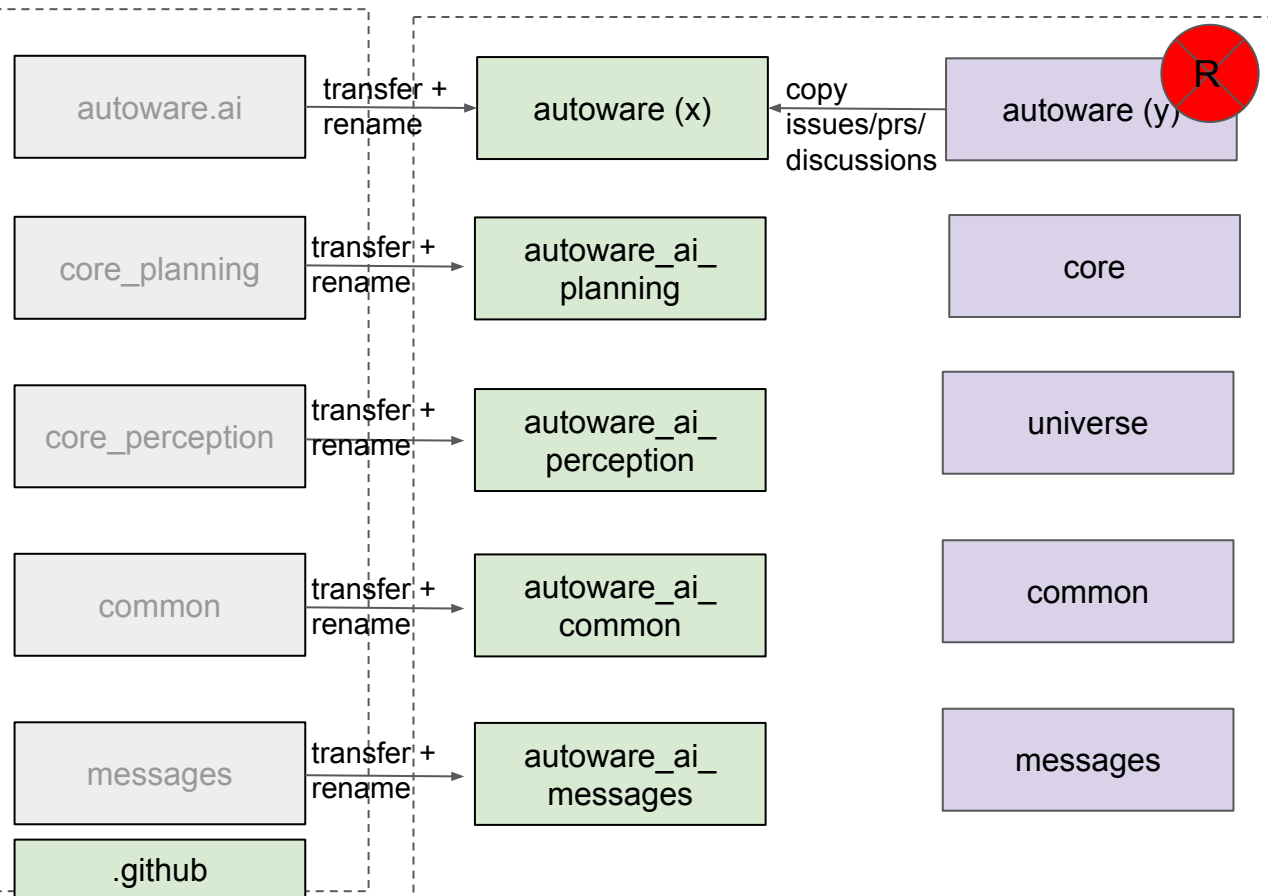 autoware.ai
transfer +
rename
autoware (x)
copy
issues/prs/
discussions
autoware (y)
R
core_planning
transfer +
rename
autoware_ai_
planning
core
core_perception
transfer +
rename
autoware_ai_
perception
universe
common
transfer +
rename
autoware_ai_
common
common
messages
transfer +
rename
autoware_ai_
messages
messages
.github